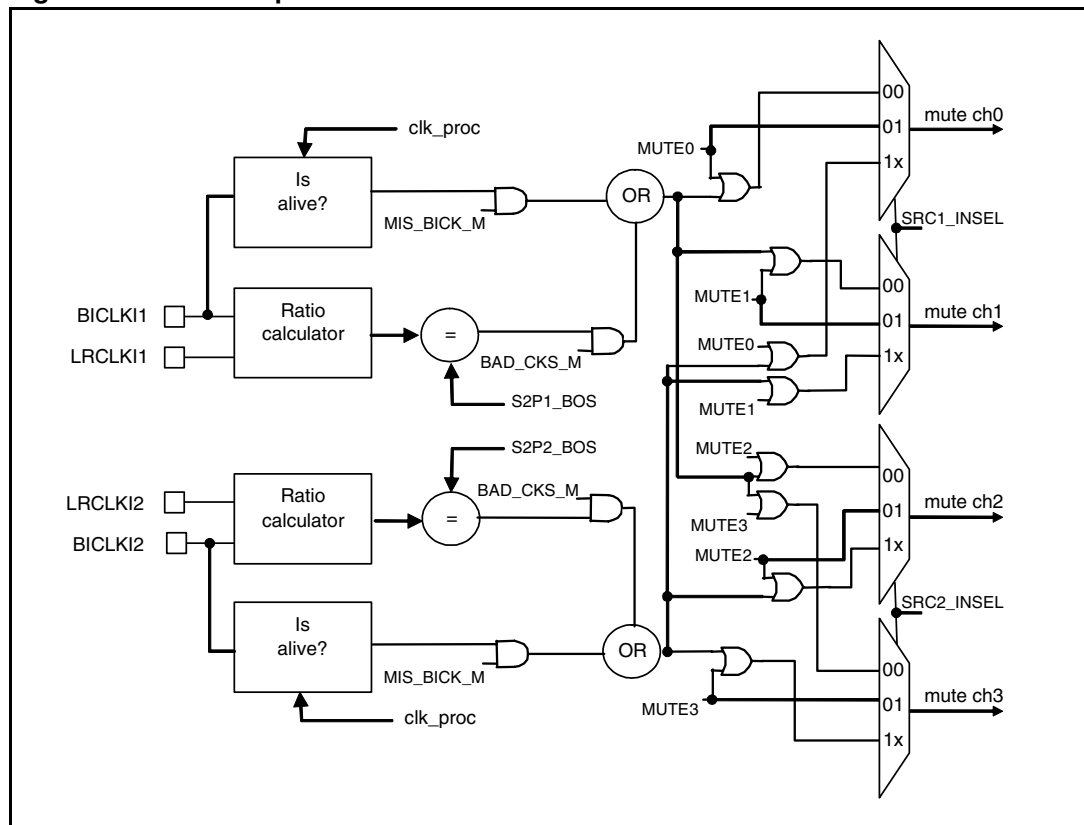 clk_proc
Is
alive?
MIS_BICK_M
OR
BICLKI1
LRCLKI1
Ratio
calculator
=
BAD_CKS_M
S2P1_BOS
S2P2_BOS
BAD_CKS_M
LRCLKI2
BICLKI2
Ratio
calculator
=
Is
alive?
MIS_BICK_M
OR
clk_proc
MUTE0
00
01
1x
mute ch0
SRC1_INSEL
MUTE1
MUTE0
MUTE1
00
01
1x
mute ch1
MUTE2
MUTE3
MUTE2
00
01
1x
mute ch2
SRC2_INSEL
MUTE3
00
01
1x
mute ch3